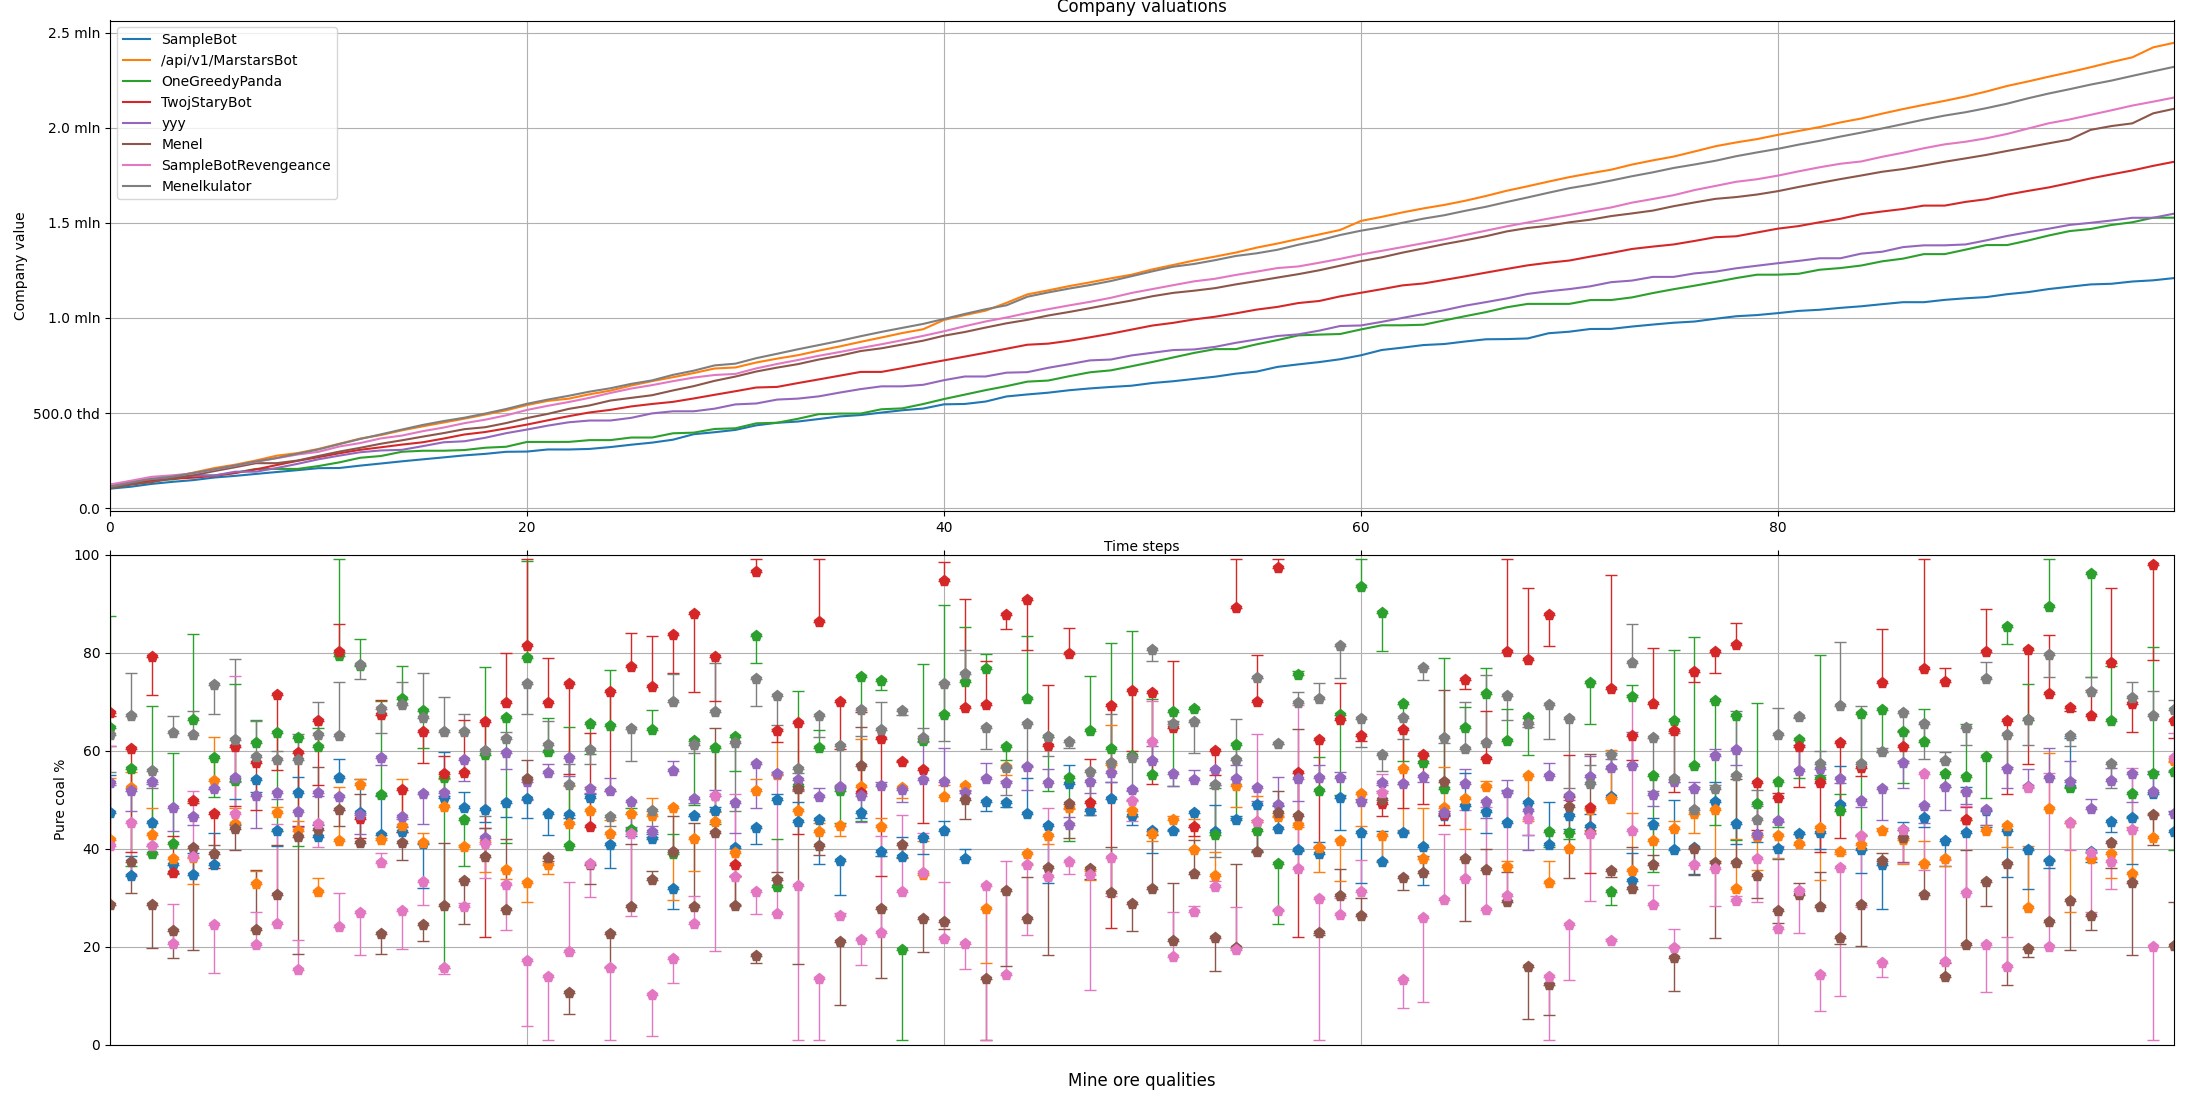 Company valuations
2.5 mln
2.0 mln
1.5 mln
1.0 mln
500.0 thd
0.0
Company value
SampleBot
/api/v1/MarstarsBot
OneGreedyPanda
TwojStaryBot
yyy
Menel
SampleBotRevengeance
Menelkulator
0 20 40 60 80
Time steps
100
80
60
40
20
0
Pure coal %
Mine ore qualities